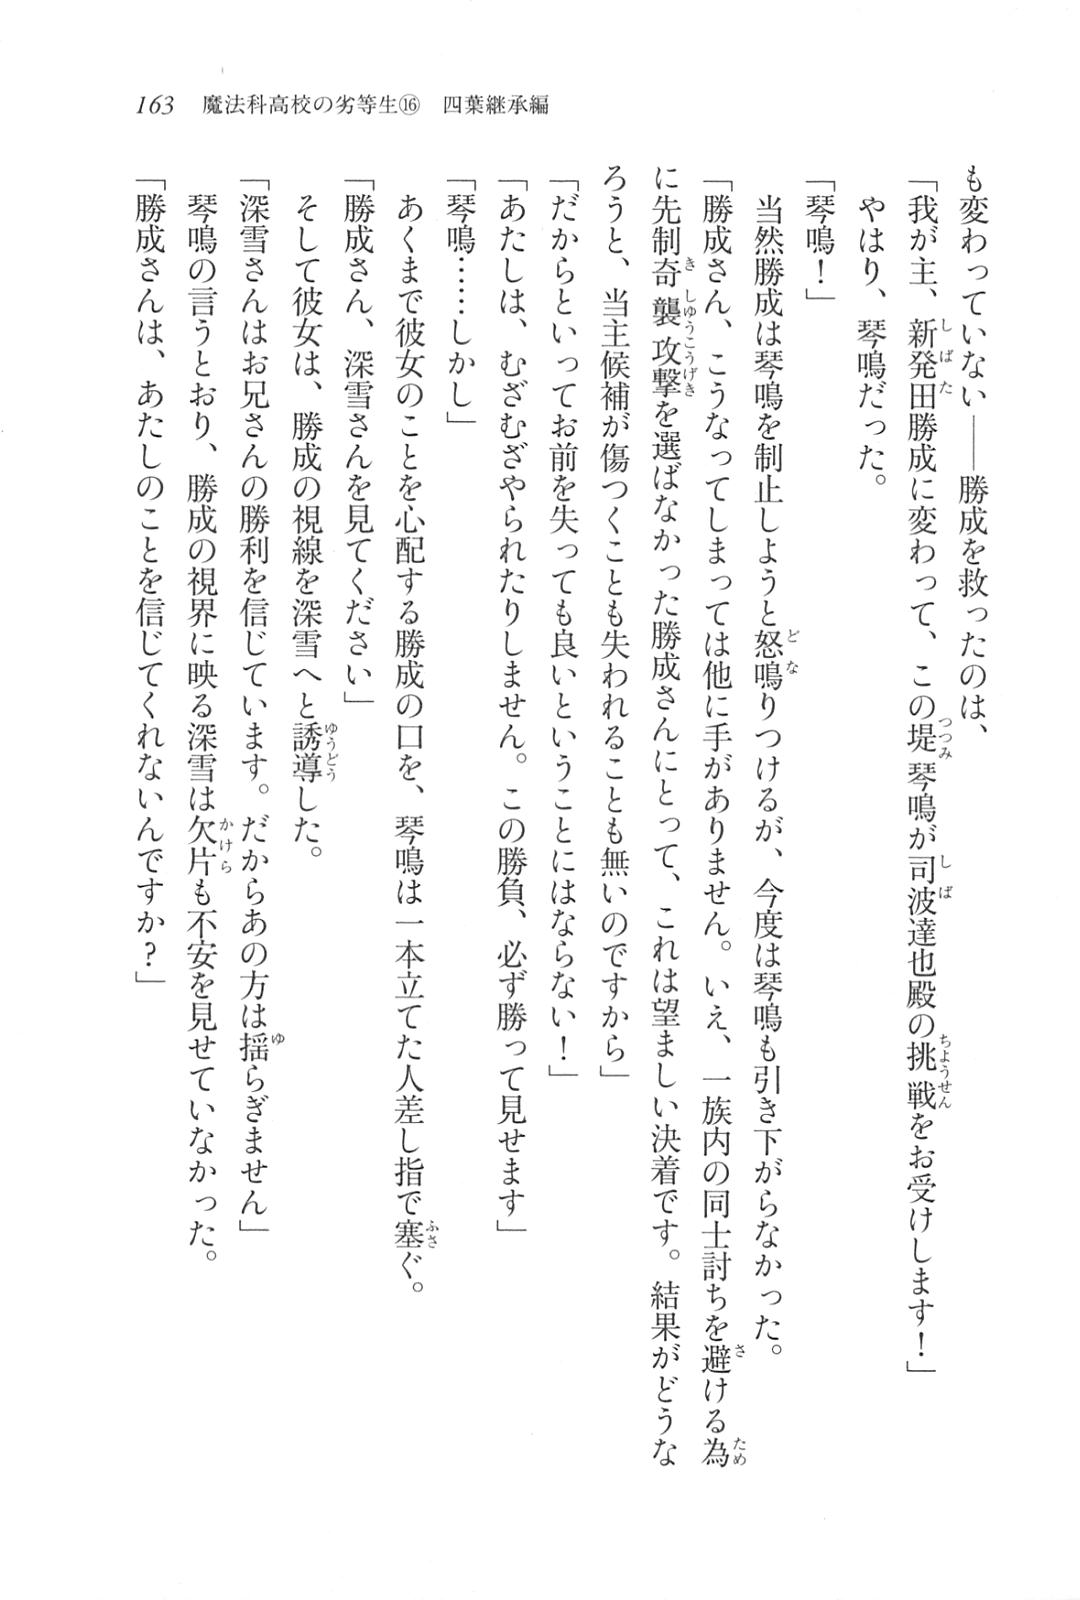 163　魔法科高校の劣等生⑯　四葉継承編
も変わっていない――勝成を救ったのは、
「我が主、新発田勝成に変わって、この堤琴鳴が司波達也殿の挑戦をお受けします！」
やはり、琴鳴だった。
「琴鳴！」
当然勝成は琴鳴を制止しようと怒鳴りつけるが、今度は琴鳴も引き下がらなかった。
「勝成さん、こうなってしまっては他に手がありません。いえ、一族内の同士討ちを避ける為
に先制奇襲攻撃を選ばなかった勝成さんにとって、これは望ましい決着です。結果がどうな
ろうと、当主候補が傷つくことも失われることも無いのですから」
「だからといってお前を失っても良いということにはならない！」
「あたしは、むざむざやられたりしません。この勝負、必ず勝って見せます」
「琴鳴……しかし」
あくまで彼女のことを心配する勝成の口を、琴鳴は一本立てた人差し指で塞ぐ。
「勝成さん、深雪さんを見てください」
そして彼女は、勝成の視線を深雪へと誘導した。
「深雪さんはお兄さんの勝利を信じています。だからあの方は揺らぎません」
琴鳴の言うとおり、勝成の視界に映る深雪は欠片も不安を見せていなかった。
「勝成さんは、あたしのことを信じてくれないんですか？」